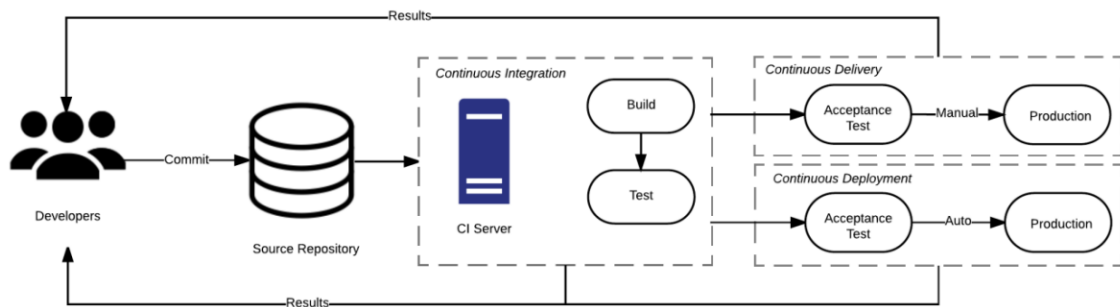 Results
Continuous Integration
Continuous Delivery
Build
Acceptance
Test
Manual
Production
Commit
Continuous Deployment
Test
Developers
CI Server
Acceptance
Test
Auto
Production
Source Repository
Results